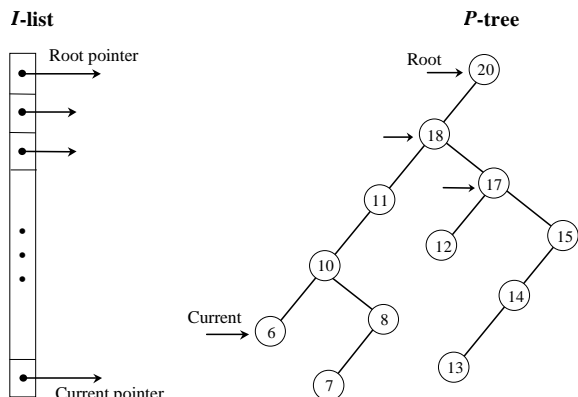 I-list
P-tree
Root pointer
Root
20
18
17
11
15
12
10
14
Current
6
8
13
7
Current pointer